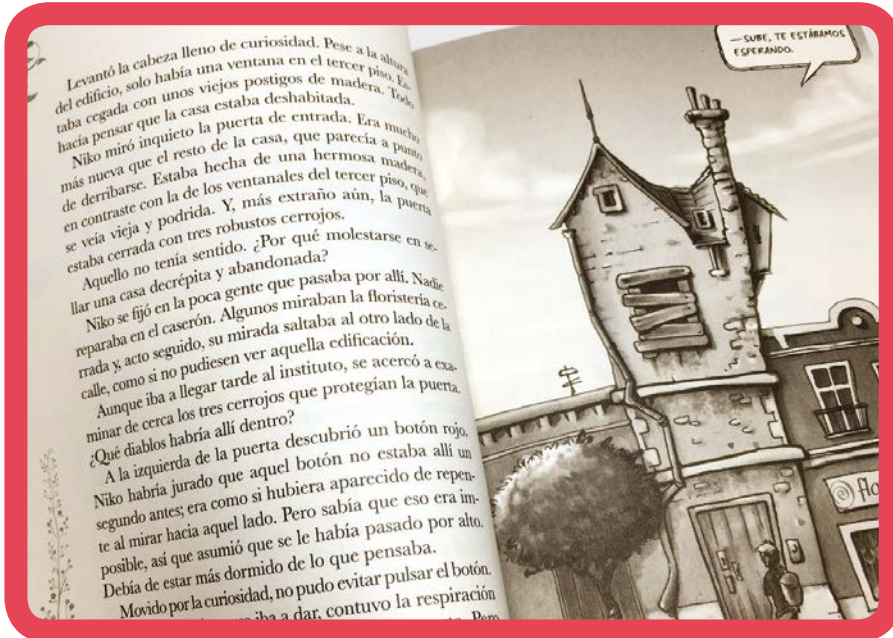 Levantó la cabeza lleno de curiosidad. Pese a la altura
del edificio, solo había una ventana en el tercer piso. Es-
taba cegada con unos viejos postigos de madera. Todo
hacía pensar que la casa estaba deshabitada.
Niko miró inquieto la puerta de entrada. Era mucho
más nueva que el resto de la casa, que parecía a punto
de derribarse. Estaba hecha de una hermosa madera,
en contraste con la de los ventanales del tercer piso, que
se veía vieja y podrida. Y, más extraño aún, la puerta
estaba cerrada con tres robustos cerrojos.
Aquello no tenía sentido. ¿Por qué molestarse en se-
llar una casa decrépita y abandonada?
Niko se fijó en la poca gente que pasaba por allí. Nadie
reparaba en el caserón. Algunos miraban la floristería ce-
rrada y, acto seguido, su mirada saltaba al otro lado de la
calle, como si no pudiesen ver aquella edificación.
Aunque iba a llegar tarde al instituto, se acercó a exa-
minar de cerca los tres cerrojos que protegían la puerta.
¿Qué diablos habría allí dentro?
A la izquierda de la puerta descubrió un botón rojo.
Niko habría jurado que aquel botón no estaba allí un
segundo antes; era como si hubiera aparecido de repen-
te al mirar hacia aquel lado. Pero sabía que eso era im-
posible, así que asumió que se le había pasado por alto.
Debía de estar más dormido de lo que pensaba.
Movido por la curiosidad, no pudo evitar pulsar el botón.
iba a dar, contuvo la respiración
Pero
—SUBE, TE ESTÁBAMOS
ESPERANDO.
flo